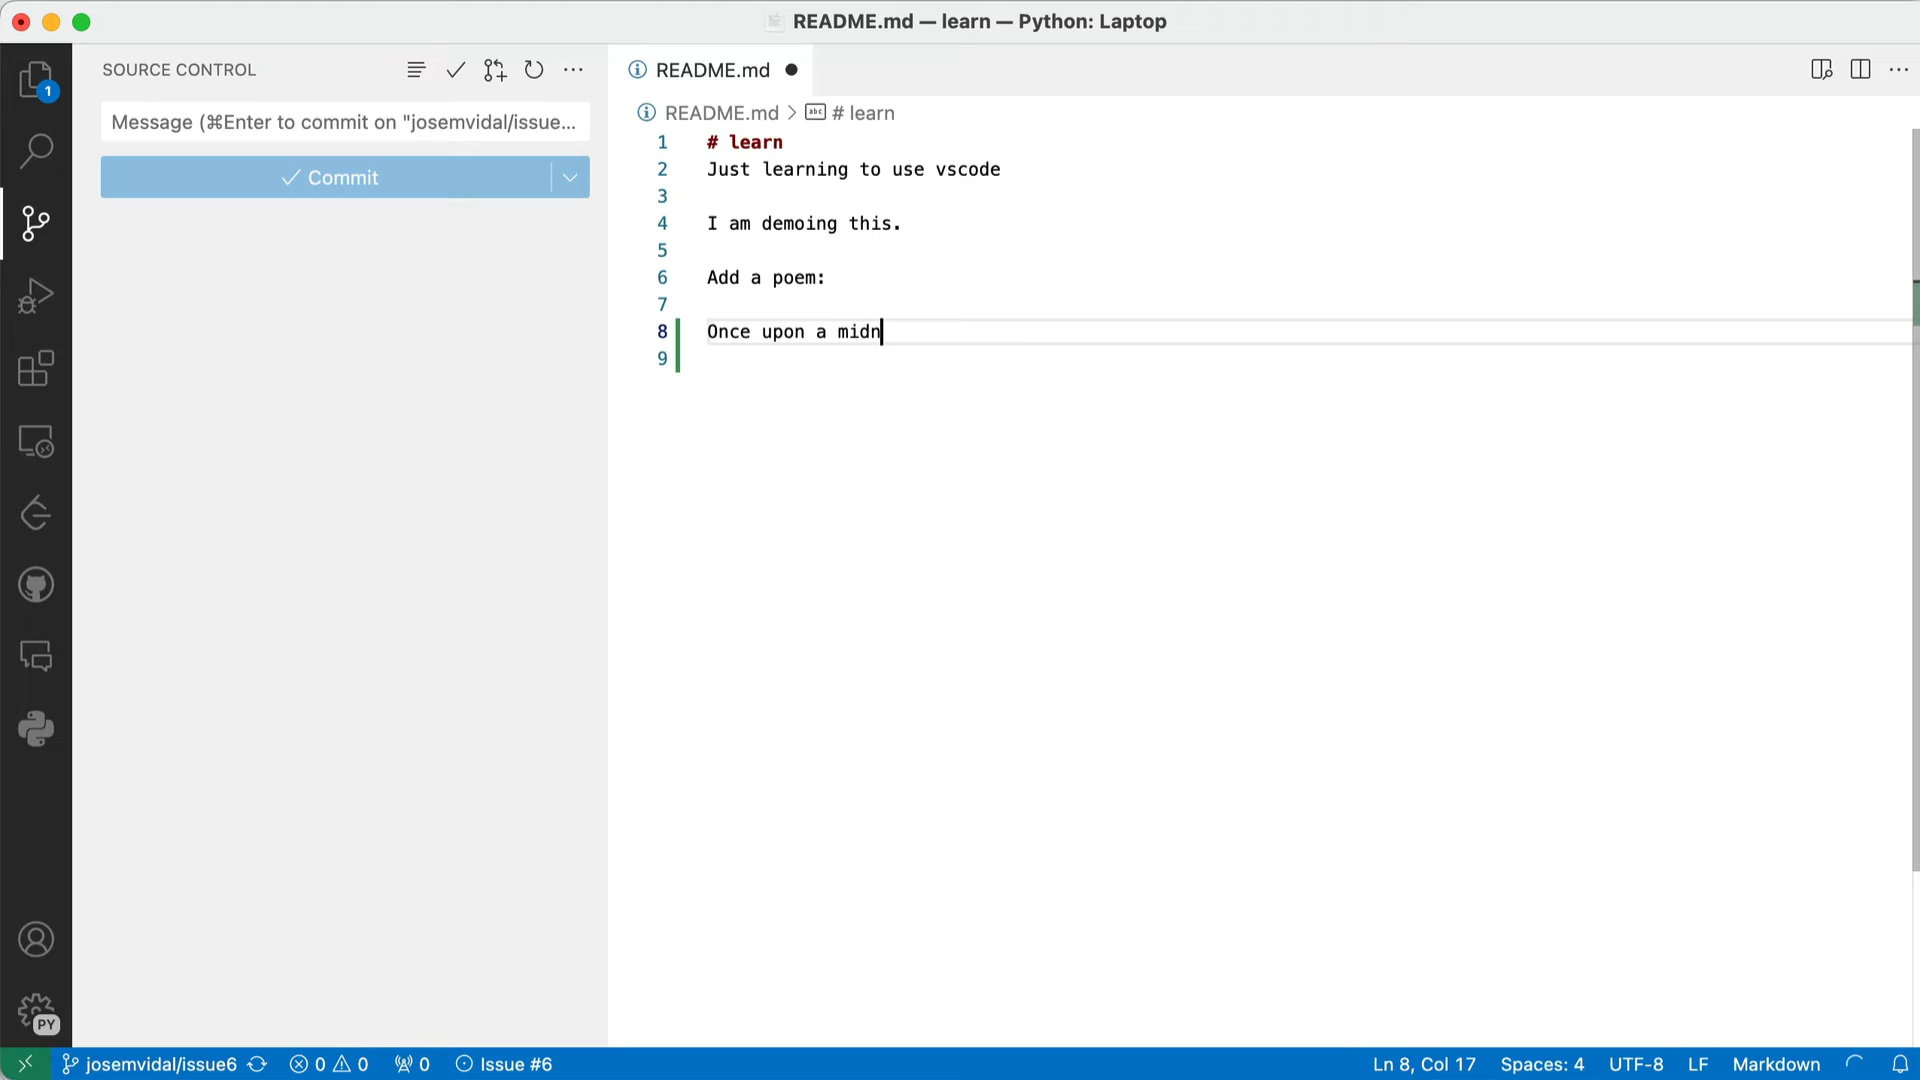 README.md — learn — Python: Laptop
1
SOURCE CONTROL
Message (⌘Enter to commit on "josemvidal/issue...
Commit
README.md
README.md > # learn
1 # learn
2 Just learning to use vscode
3
4 I am demoing this.
5
6 Add a poem:
7
8 Once upon a midn
9
PY
josemvidal/issue6 0 0 0 Issue #6 Ln 8, Col 17 Spaces: 4 UTF-8 LF Markdown